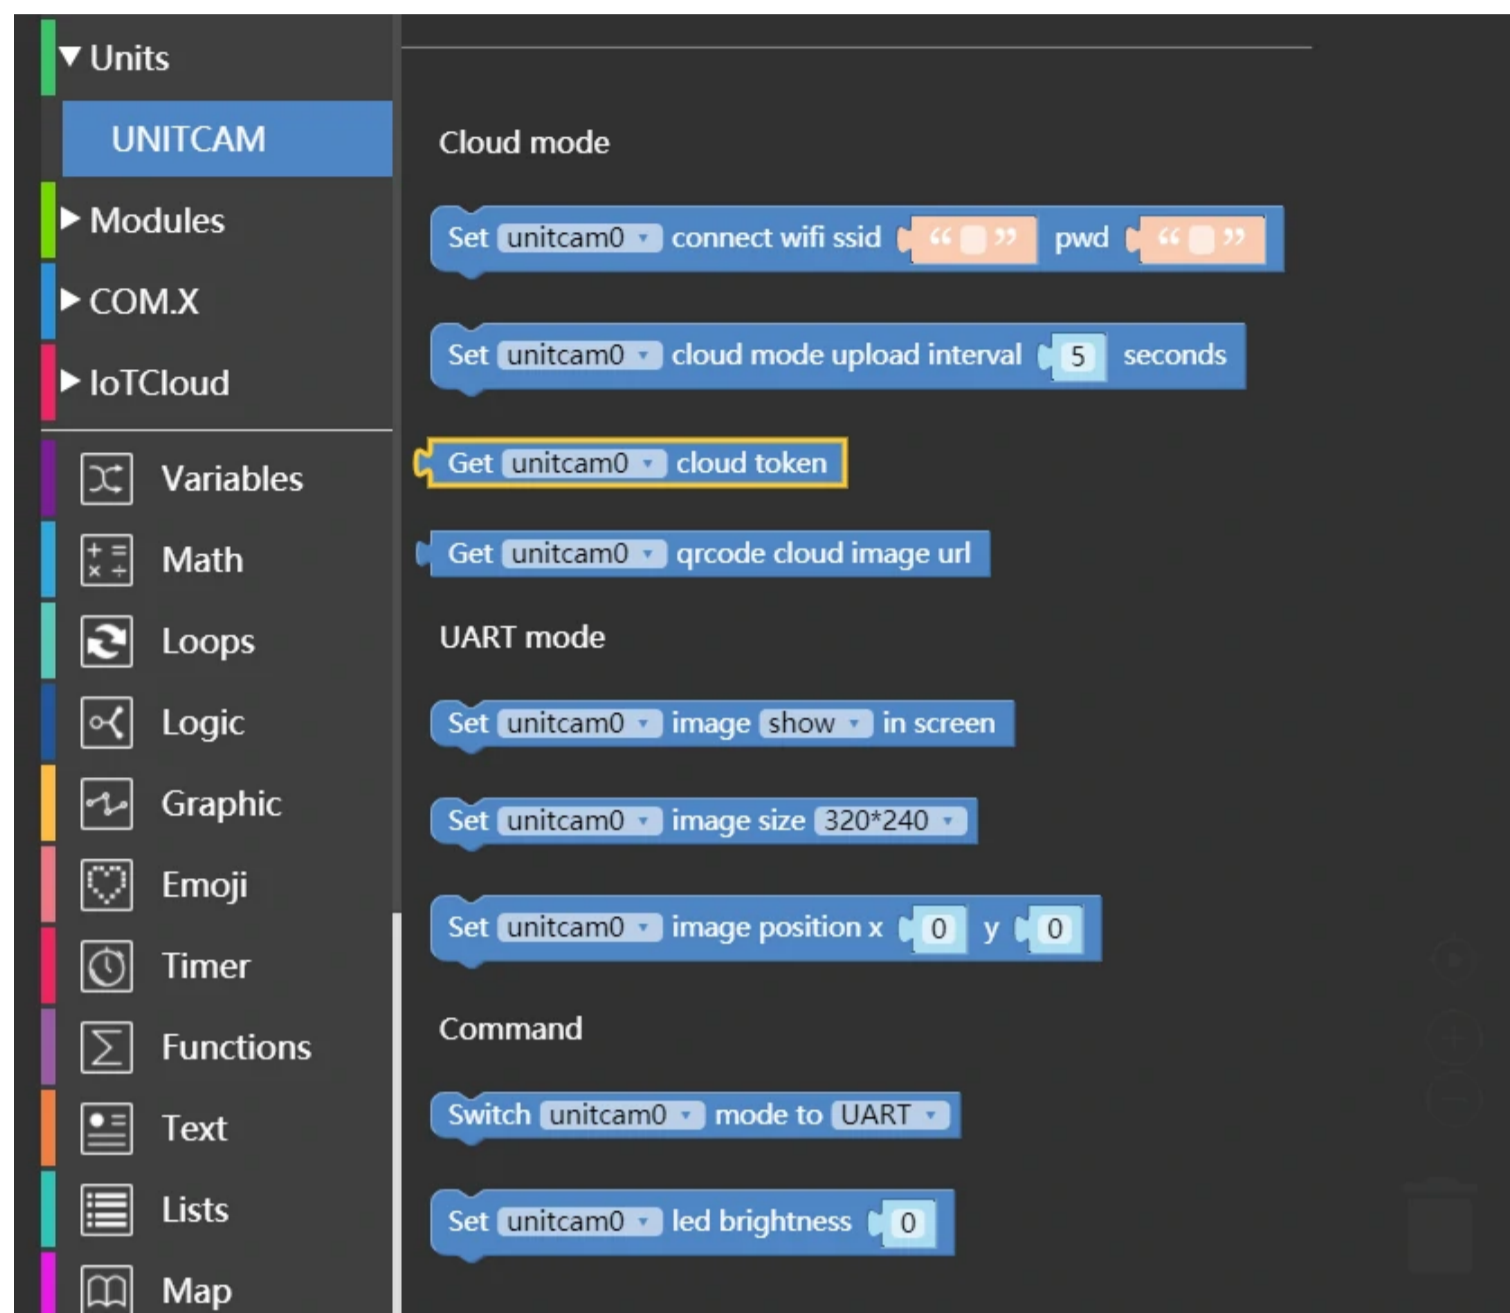 Units
UNITCAM
Modules
COM.X
IoTCloud
Variables
Math
Loops
Logic
Graphic
Emoji
Timer
Functions
Text
Lists
Map
Cloud mode
Set unitcam0 connect wifi ssid “ ” pwd “ ”
Set unitcam0 cloud mode upload interval 5 seconds
Get unitcam0 cloud token
Get unitcam0 qrcode cloud image url
UART mode
Set unitcam0 image show in screen
Set unitcam0 image size 320*240
Set unitcam0 image position x 0 y 0
Command
Switch unitcam0 mode to UART
Set unitcam0 led brightness 0